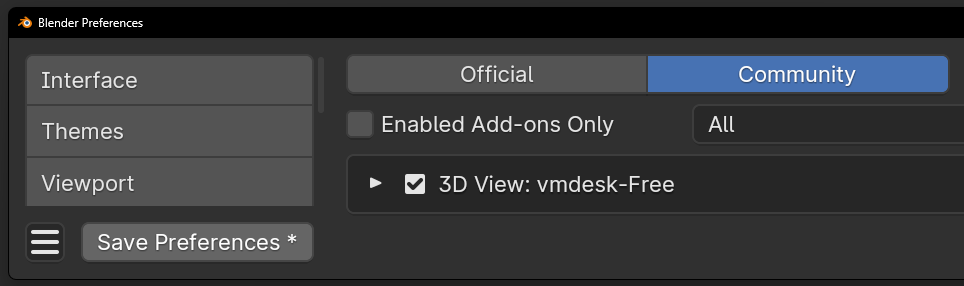 Blender Preferences
Interface
Themes
Viewport
Save Preferences *
Official
Community
Enabled Add-ons Only
All
3D View: vmdesk-Free